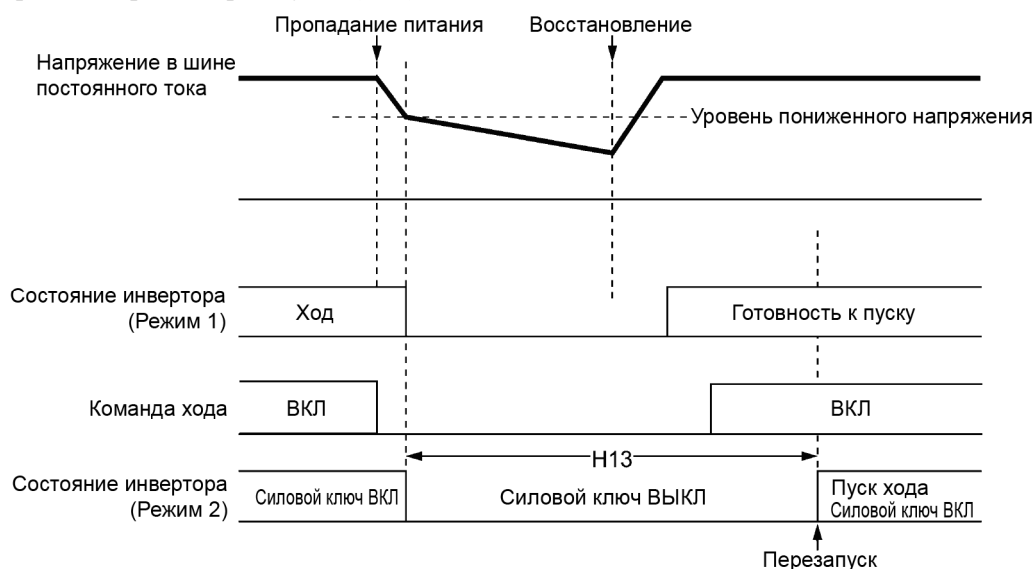 Пропадание питания
Восстановление
Напряжение в шине
постоянного тока
Уровень пониженного напряжения
Состояние инвертора
(Режим 1)
Ход
Готовность к пуску
Команда хода
ВКЛ
ВКЛ
H13
Состояние инвертора
(Режим 2)
Силовой ключ ВКЛ
Силовой ключ ВЫКЛ
Пуск хода
Силовой ключ ВКЛ
Перезапуск